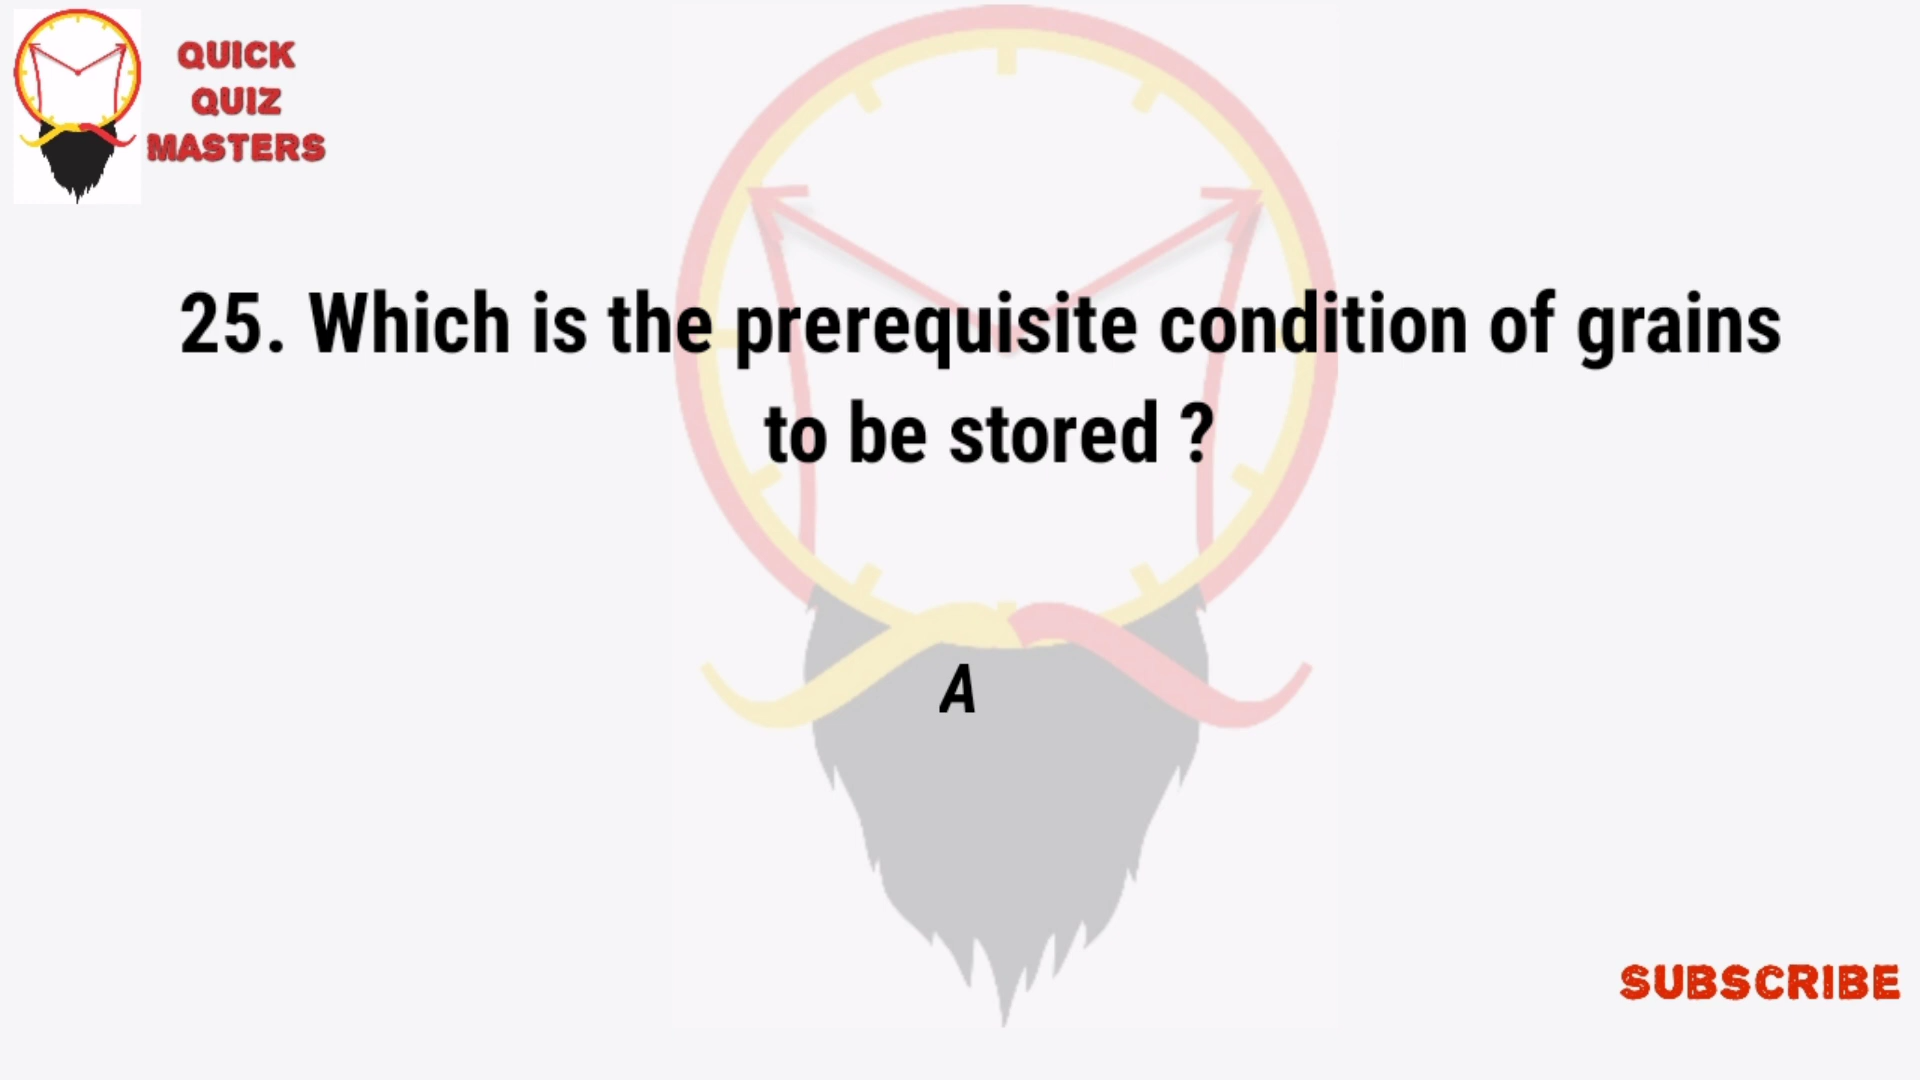 QUICK
QUIZ
MASTERS
25. Which is the prerequisite condition of grains
to be stored ?
A
SUBSCRIBE